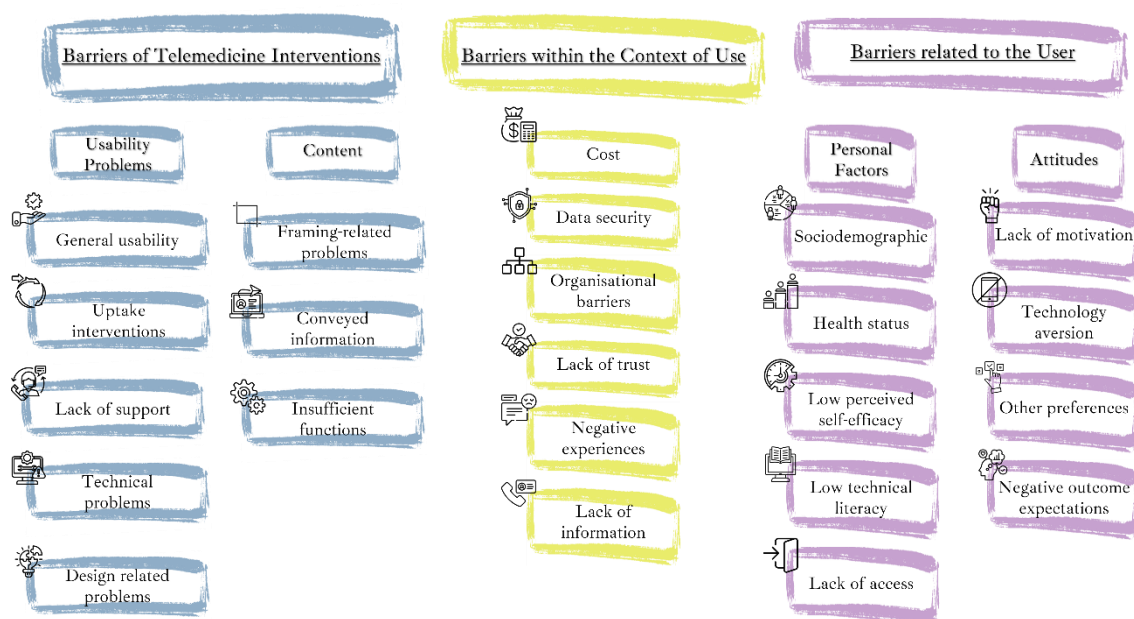 Barriers of Telemedicine Interventions
Usability
Problems
General usability
Uptake
interventions
Lack of support
Technical
problems
Design related
problems
Content
Framing-related
problems
Conveyed
information
Insufficient
functions
Barriers within the Context of Use
Cost
Data security
Organisational
barriers
Lack of trust
Negative
experiences
Lack of
information
Barriers related to the User
Personal
Factors
Sociodemographic
Health status
Low perceived
self-efficacy
Low technical
literacy
Lack of access
Attitudes
Lack of motivation
Technology
aversion
Other preferences
Negative outcome
expectations